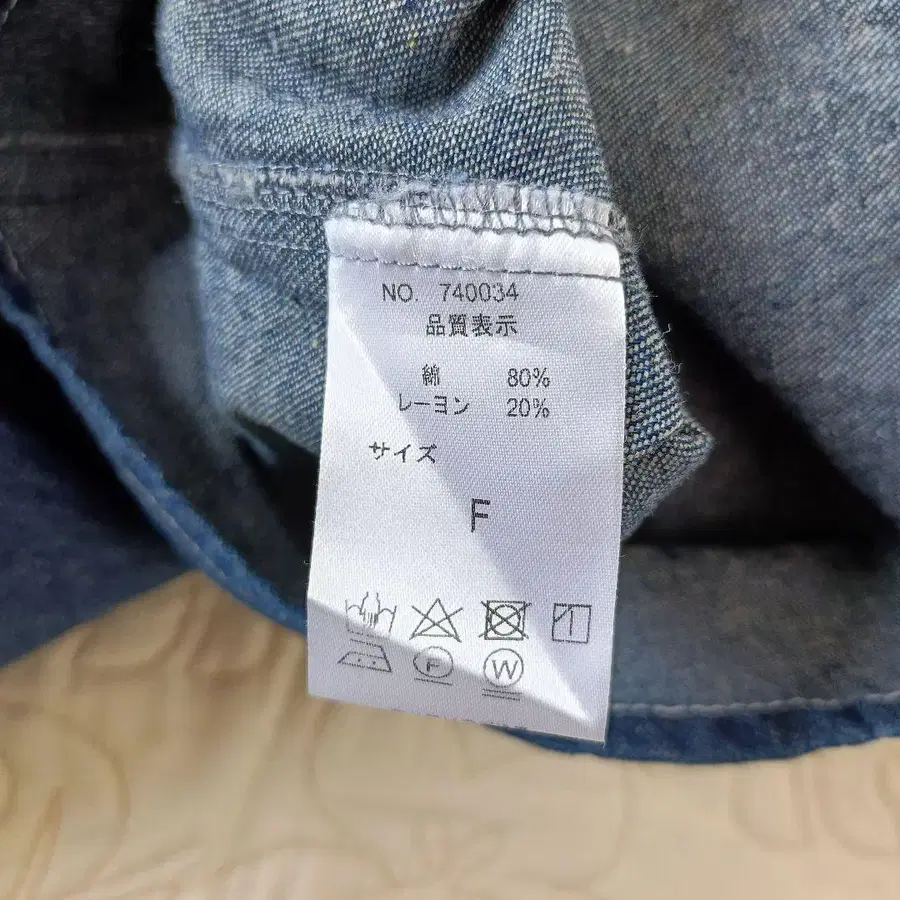 NO. 740034
品質表示
綿 80%
レーヨン 20%
サイズ
F
F W